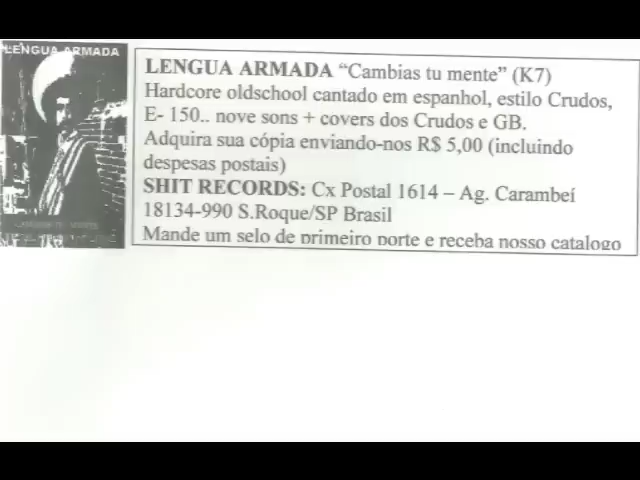 LENGUA ARMADA
LENGUA ARMADA “Cambias tu mente” (K7)
Hardcore oldschool cantado em espanhol, estilo Crudos,
E- 150.. nove sons + covers dos Crudos e GB.
Adquira sua cópia enviando-nos R$ 5,00 (incluindo
despesas postais)
SHIT RECORDS: Cx Postal 1614 – Ag. Carambeí
18134-990 S.Roque/SP Brasil
Mande um selo de primeiro porte e receba nosso catalogo